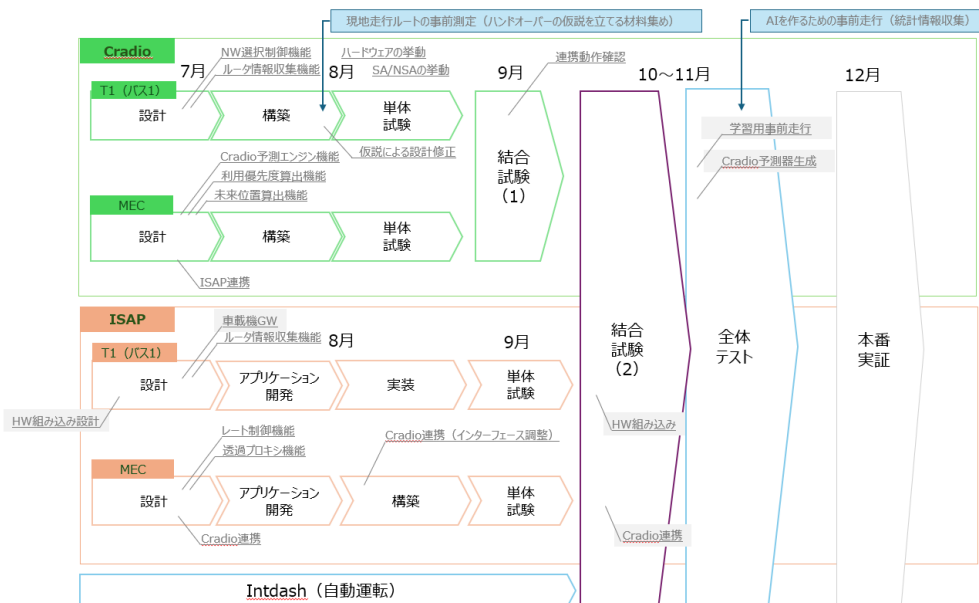 現地走行ルートの事前測定（ハンドオーバーの仮説を立てる材料集め）
AIを作るための事前走行（統計情報収集）
Cradio
NW選択制御機能
ルータ情報収集機能
7月
ハードウェアの挙動
8月
SA/NSAの挙動
9月
連携動作確認
10～11月
12月
T1（バス1）
設計
構築
単体
試験
仮説による設計修正
結合
試験
（1）
学習用事前走行
Cradio予測器生成
Cradio予測エンジン機能
利用優先度算出機能
未来位置算出機能
MEC
設計
構築
単体
試験
ISAP連携
ISAP
車載機GW
ルータ情報収集機能
8月
9月
T1（バス1）
設計
アプリケーション
開発
実装
単体
試験
HW組み込み設計
結合
試験
（2）
全体
テスト
本番
実証
HW組み込み
レート制御機能
透過プロキシ機能
Cradio連携（インターフェース調整）
MEC
設計
アプリケーション
開発
構築
単体
試験
Cradio連携
Cradio連携
Intdash（自動運転）